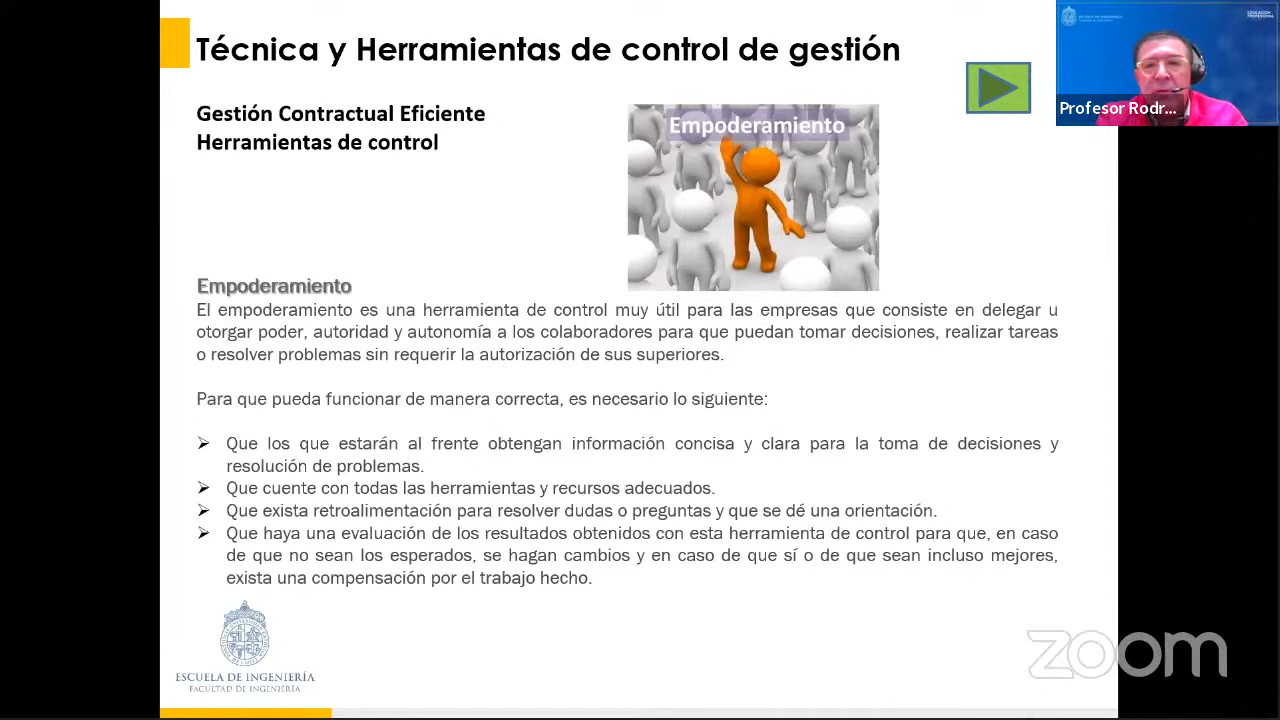 Técnica y Herramientas de control de gestión
Gestión Contractual Eficiente
Herramientas de control
Empoderamiento
Profesor Rodr...
Empoderamiento
El empoderamiento es una herramienta de control muy útil para las empresas que consiste en delegar u
otorgar poder, autoridad y autonomía a los colaboradores para que puedan tomar decisiones, realizar tareas
o resolver problemas sin requerir la autorización de sus superiores.
Para que pueda funcionar de manera correcta, es necesario lo siguiente:
Que los que estarán al frente obtengan información concisa y clara para la toma de decisiones y
resolución de problemas.
Que cuente con todas las herramientas y recursos adecuados.
Que exista retroalimentación para resolver dudas o preguntas y que se dé una orientación.
Que haya una evaluación de los resultados obtenidos con esta herramienta de control para que, en caso
de que no sean los esperados, se hagan cambios y en caso de que sí o de que sean incluso mejores,
exista una compensación por el trabajo hecho.
ESCUELA DE INGENIERÍA
FACULTAD DE INGENIERÍA
zoom